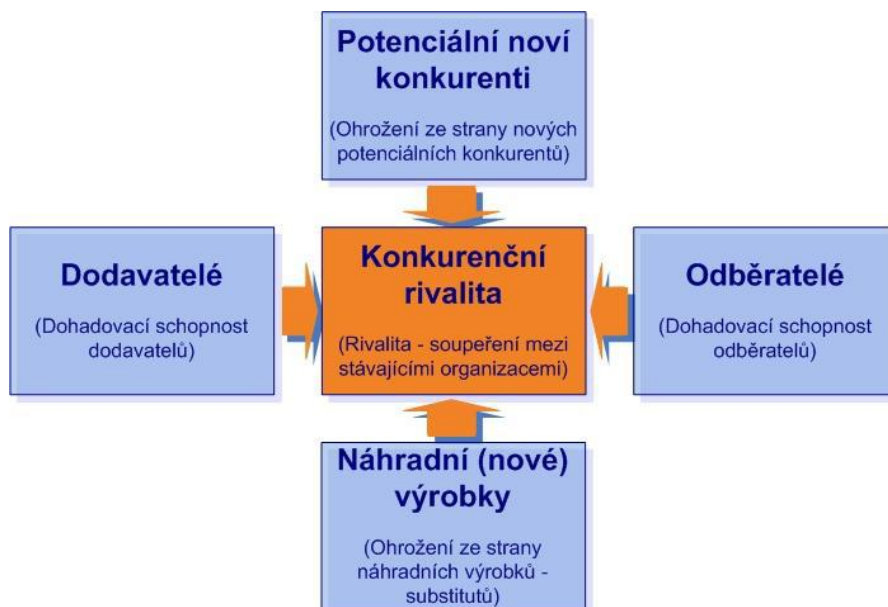 Potenciální noví
konkurenti
(Ohrožení ze strany nových
potenciálních konkurentů)
Dodavatelé
(Dohadovací schopnost
dodavatelů)
Konkurenční
rivalita
(Rivalita - soupeření mezi
stávajícími organizacemi)
Odběratelé
(Dohadovací schopnost
odběratelů)
Náhradní (nové)
výrobky
(Ohrožení ze strany
náhradních výrobků -
substitutů)